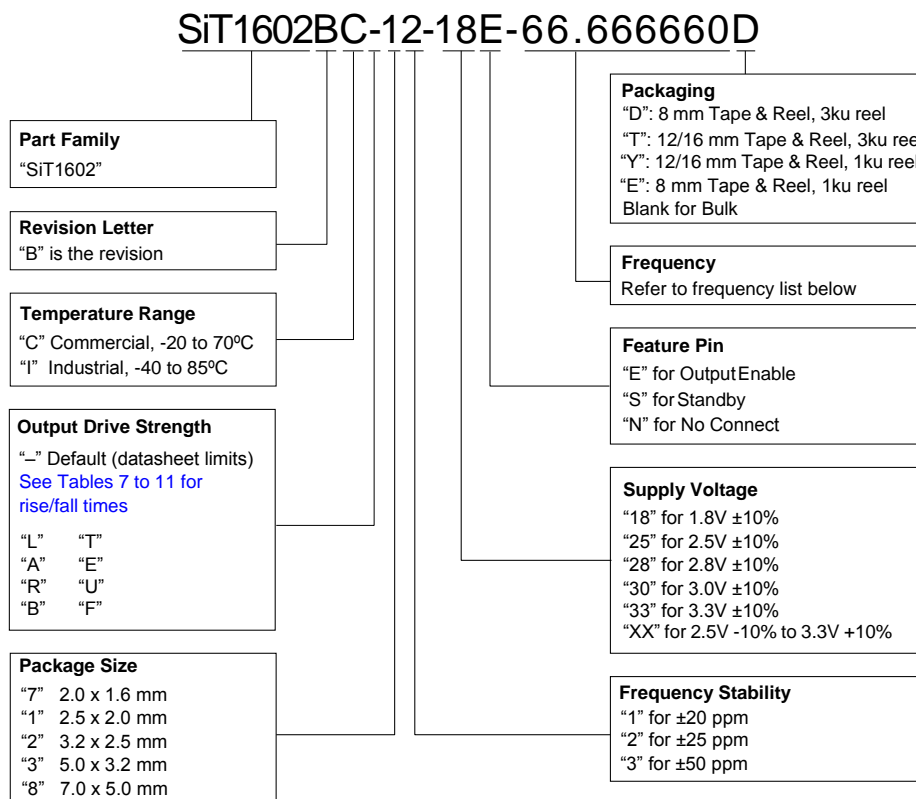 SiT1602BC-12-18E-66.666660D
Part Family
“SiT1602”
Revision Letter
“B” is the revision
Temperature Range
“C” Commercial, -20 to 70ºC
“I” Industrial, -40 to 85ºC
Output Drive Strength
“–” Default (datasheet limits)
See Tables 7 to 11 for
rise/fall times
“L” “T”
“A” “E”
“R” “U”
“B” “F”
Package Size
“7” 2.0 x 1.6 mm
“1” 2.5 x 2.0 mm
“2” 3.2 x 2.5 mm
“3” 5.0 x 3.2 mm
“8” 7.0 x 5.0 mm
Packaging
“D”: 8 mm Tape & Reel, 3ku reel
“T”: 12/16 mm Tape & Reel, 3ku ree
“Y”: 12/16 mm Tape & Reel, 1ku reel
“E”: 8 mm Tape & Reel, 1ku reel
Blank for Bulk
Frequency
Refer to frequency list below
Feature Pin
“E” for Output Enable
“S” for Standby
“N” for No Connect
Supply Voltage
“18” for 1.8V ±10%
“25” for 2.5V ±10%
“28” for 2.8V ±10%
“30” for 3.0V ±10%
“33” for 3.3V ±10%
“XX” for 2.5V -10% to 3.3V +10%
Frequency Stability
“1” for ±20 ppm
“2” for ±25 ppm
“3” for ±50 ppm